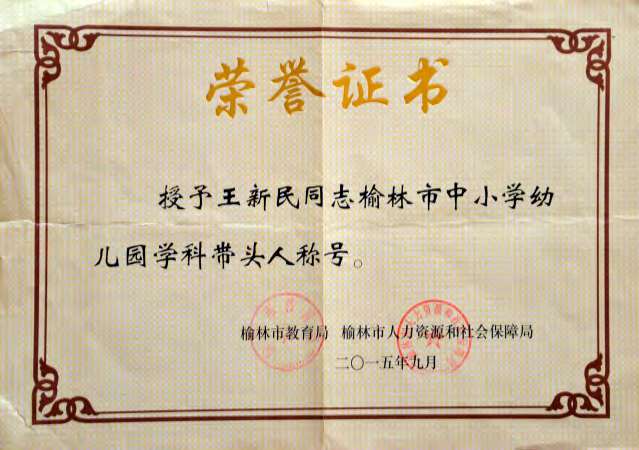 荣誉证书
授予王新民同志榆林市中小学幼
儿园学科带头人称号。
榆林市教育局 榆林市人力资源和社会保障局
二〇一五年九月